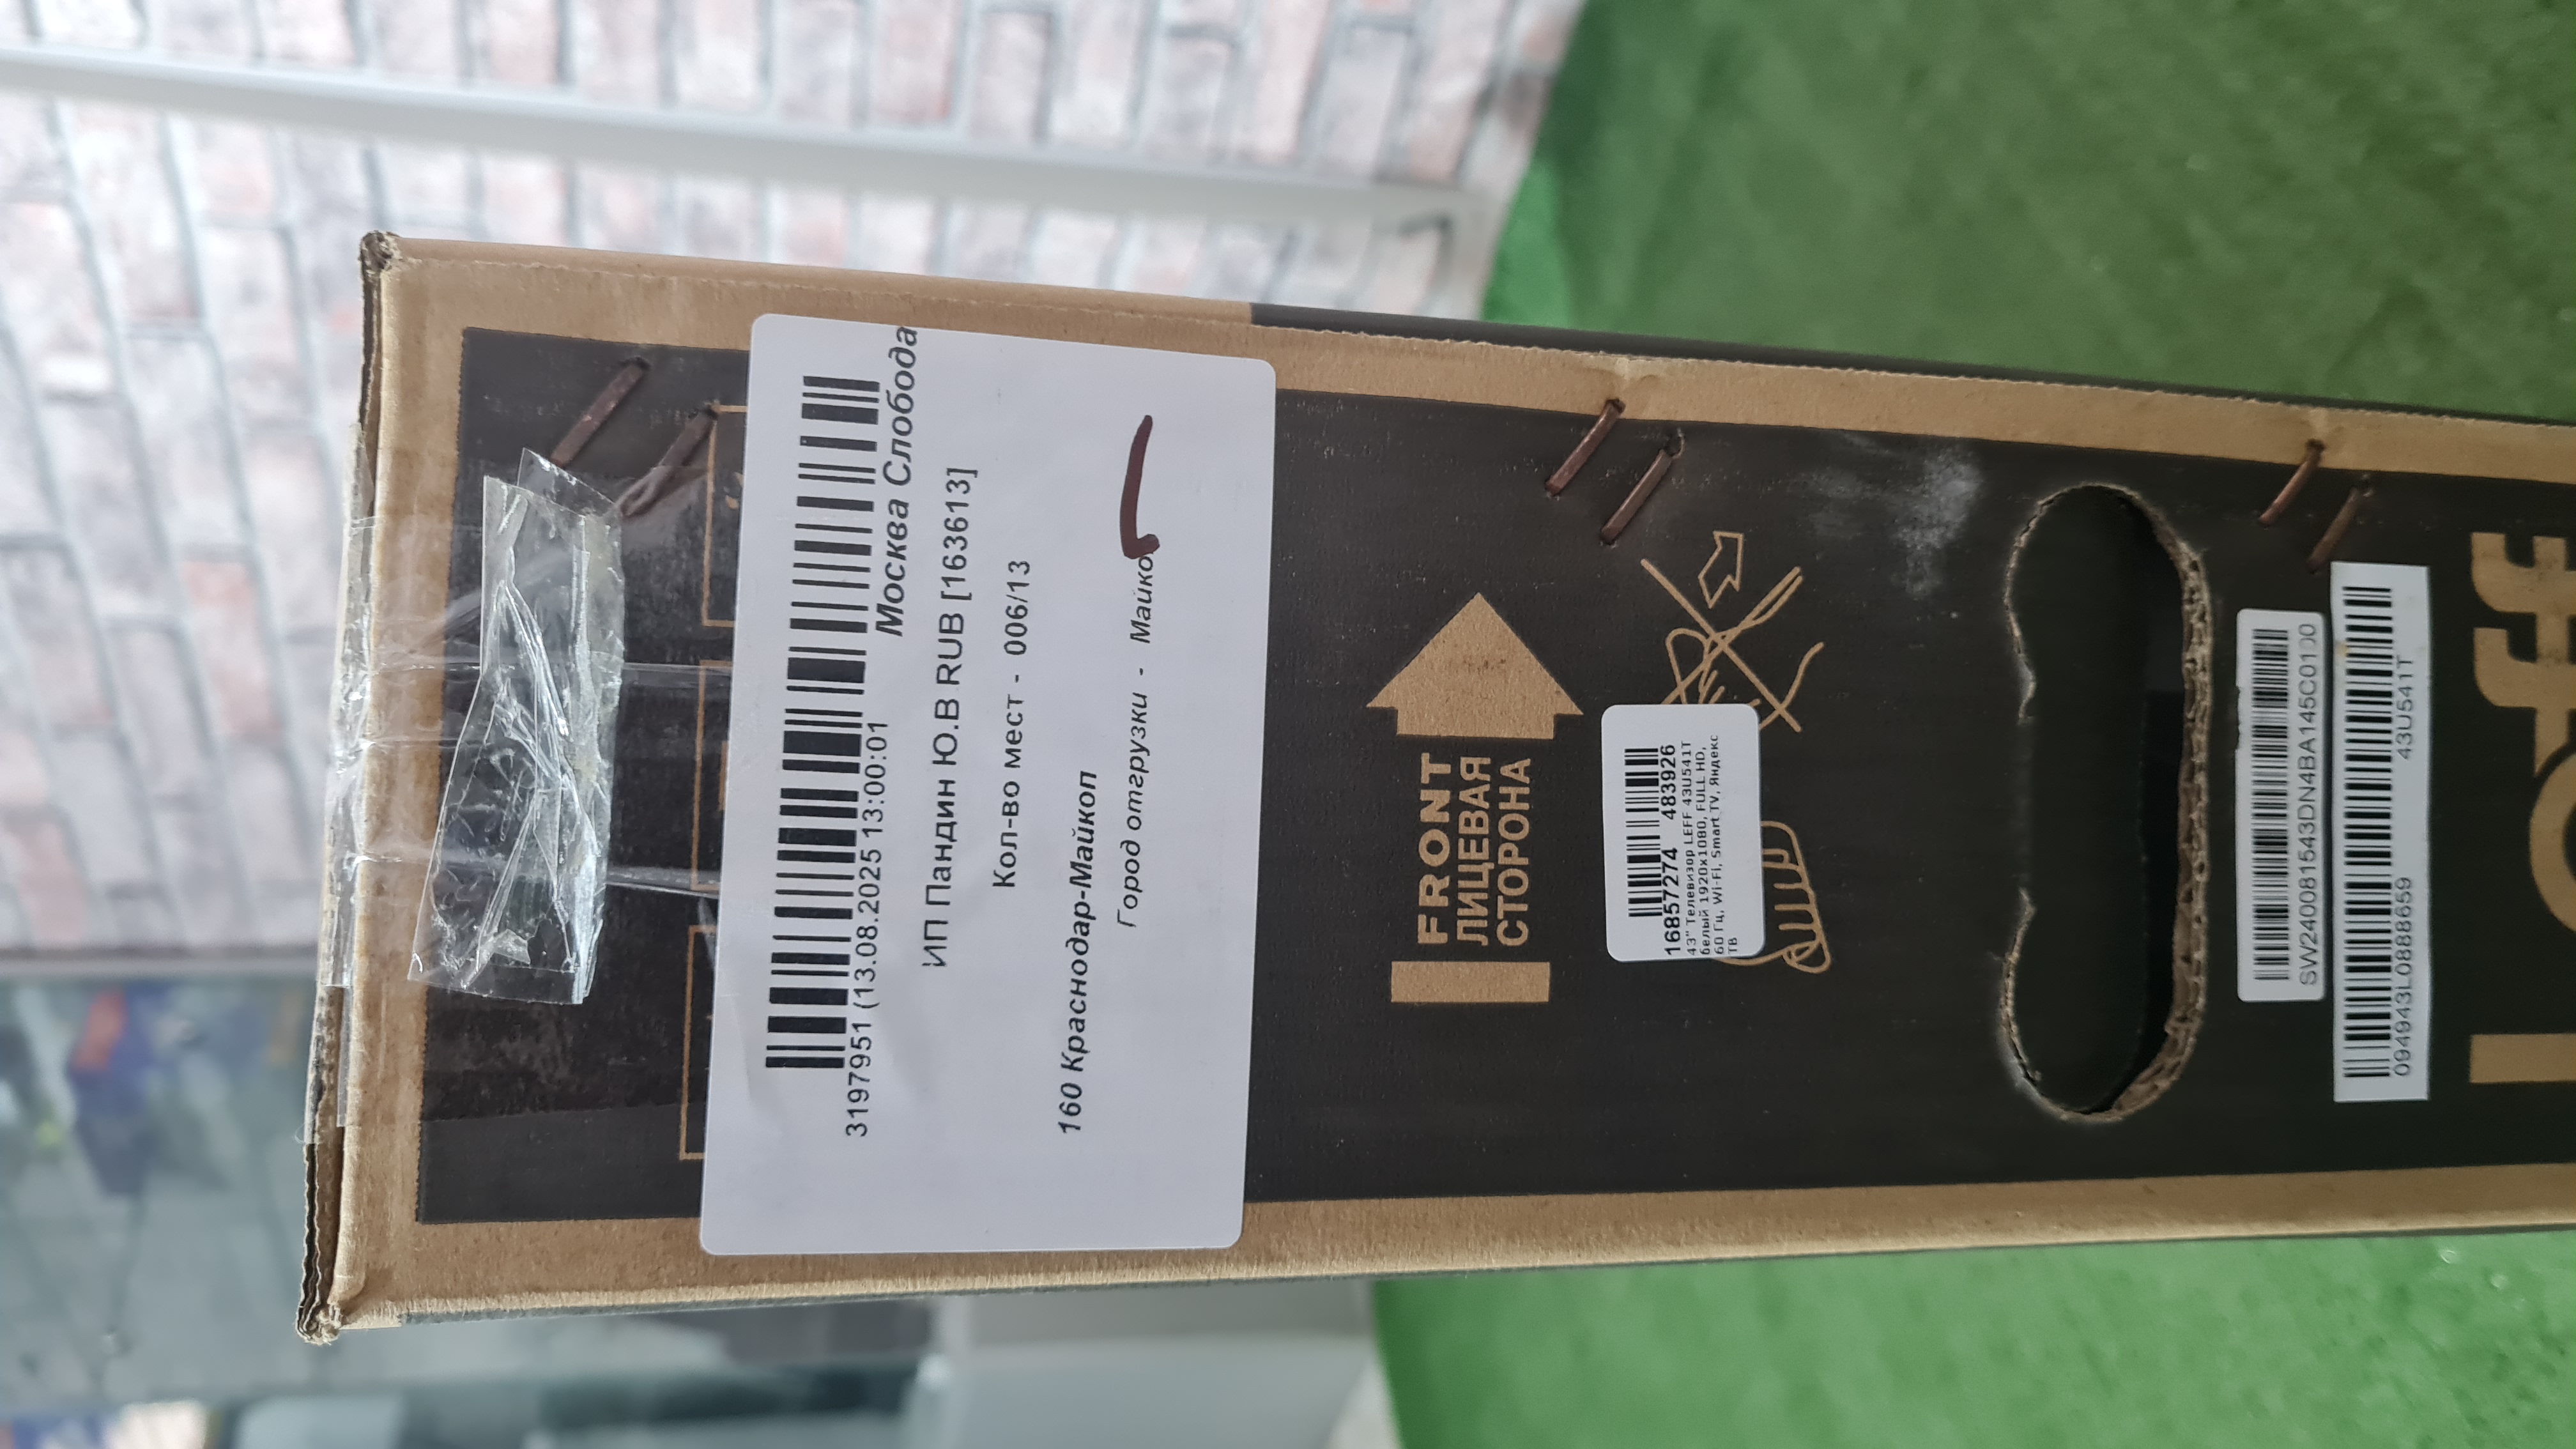 3197951 (13.08.2025 13:00:01
Москва Слобода
ИП Пандин Ю.В RUB [163613]
Кол-во мест - 006/13
160 Краснодар-Майкоп
Город отгрузки - Майко
FRONT
ЛИЦЕВАЯ
СТОРОНА
16857274 483926
43" Телевизор LEFF 43U541T
белый 1920x1080, FULL HD,
60 Гц, Wi-Fi, Smart TV, Яндекс
ТВ
SW240081543DN4BA145C0100
094943L0888659 43U541T